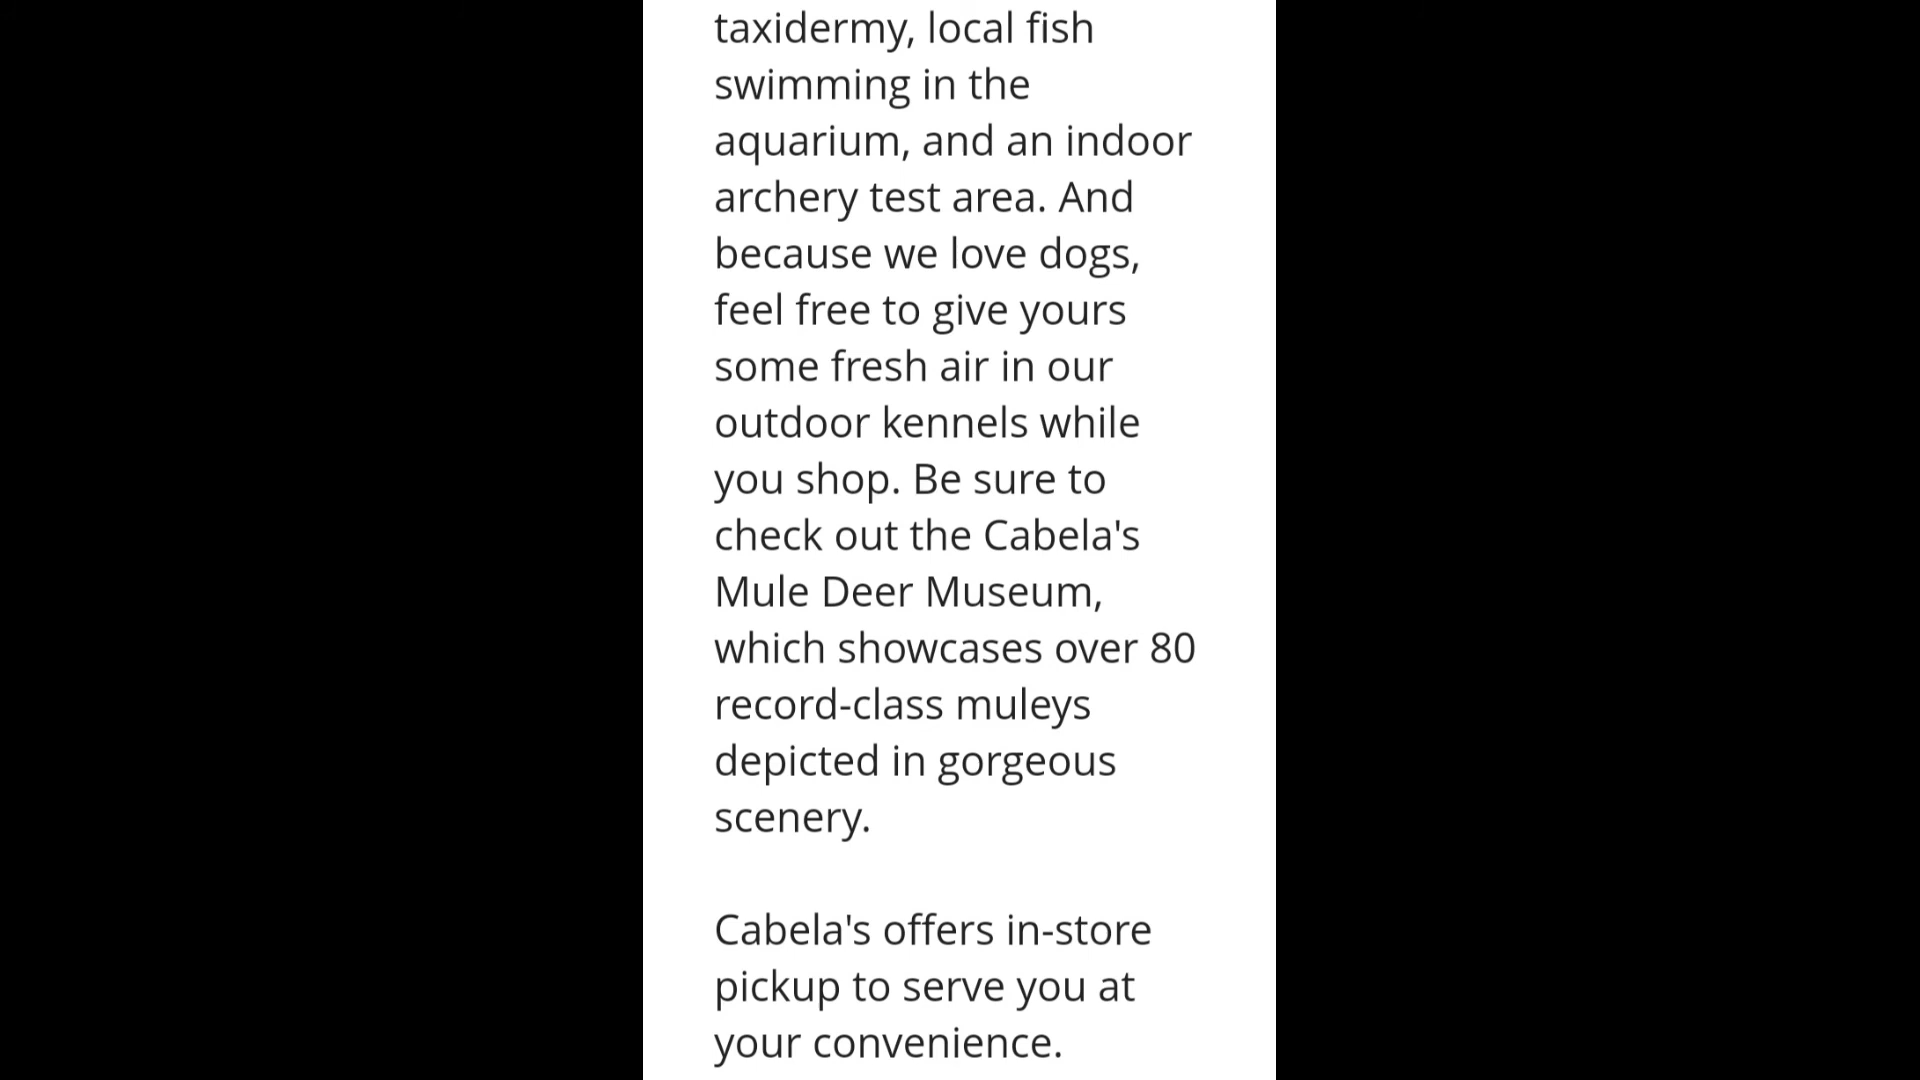 taxidermy, local fish
swimming in the
aquarium, and an indoor
archery test area. And
because we love dogs,
feel free to give yours
some fresh air in our
outdoor kennels while
you shop. Be sure to
check out the Cabela's
Mule Deer Museum,
which showcases over 80
record-class muleys
depicted in gorgeous
scenery.
Cabela's offers in-store
pickup to serve you at
your convenience.